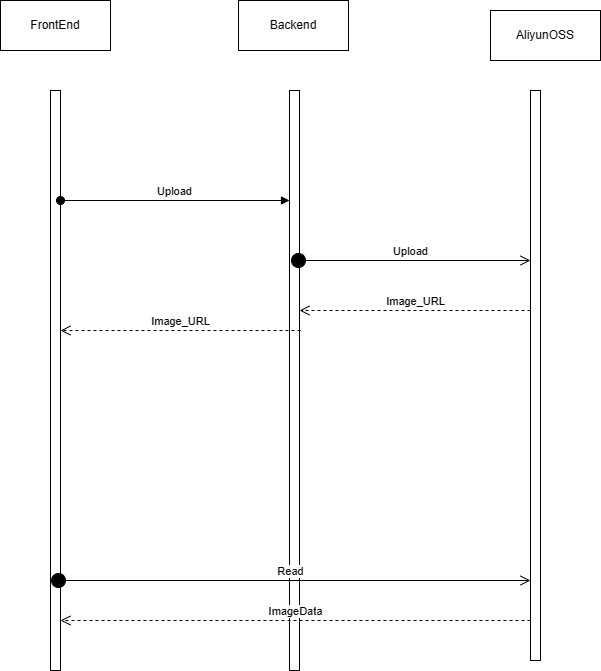 FrontEnd
Backend
AliyunOSS
Upload
Upload
Image_URL
Image_URL
Read
ImageData